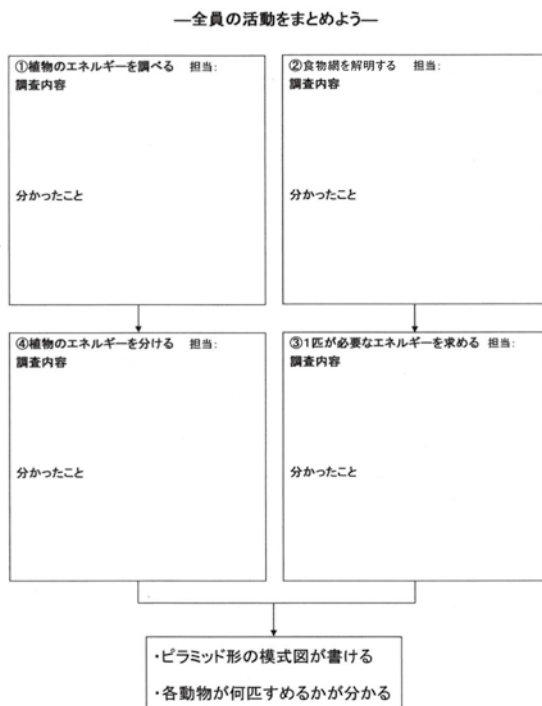 —全員の活動をまとめよう—
①植物のエネルギーを調べる 担当:
調査内容
分かったこと
②食物網を解明する 担当:
調査内容
分かったこと
④植物のエネルギーを分ける 担当:
調査内容
分かったこと
③1匹が必要なエネルギーを求める 担当:
調査内容
分かったこと
・ピラミッド形の模式図が書ける
・各動物が何匹すめるかが分かる